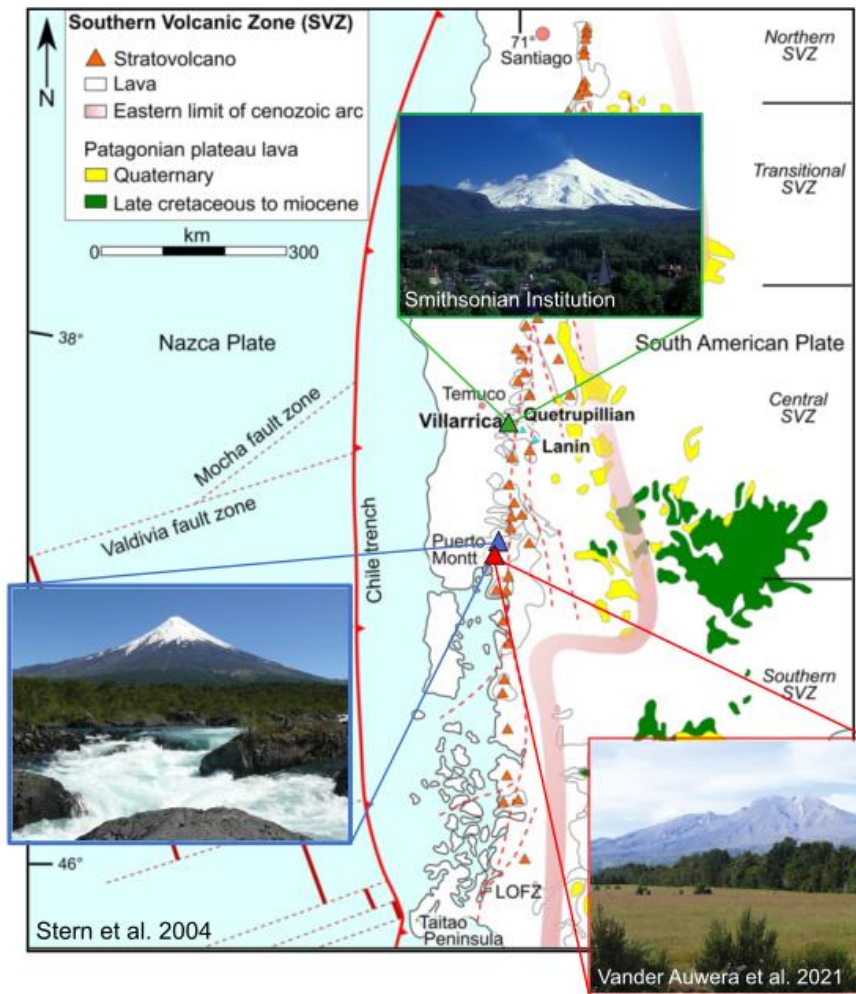 Southern Volcanic Zone (SVZ)
Stratovolcano
Lava
Eastern limit of cenozoic arc
Patagonian plateau lava
Quaternary
Late cretaceous to miocene
km
0
300
N
71°
Santiago
Northern
SVZ
Transitional
SVZ
Smithsonian Institution
38°
Nazca Plate
South American Plate
Temuco
Villarrica
Quetrupillian
Lanin
Central
SVZ
Mocha fault zone
Valdivia fault zone
Chile trench
Puerto
Montt
Southern
SVZ
46°
Stern et al. 2004
LOFZ
Taitao
Peninsula
Vander Auwera et al. 2021